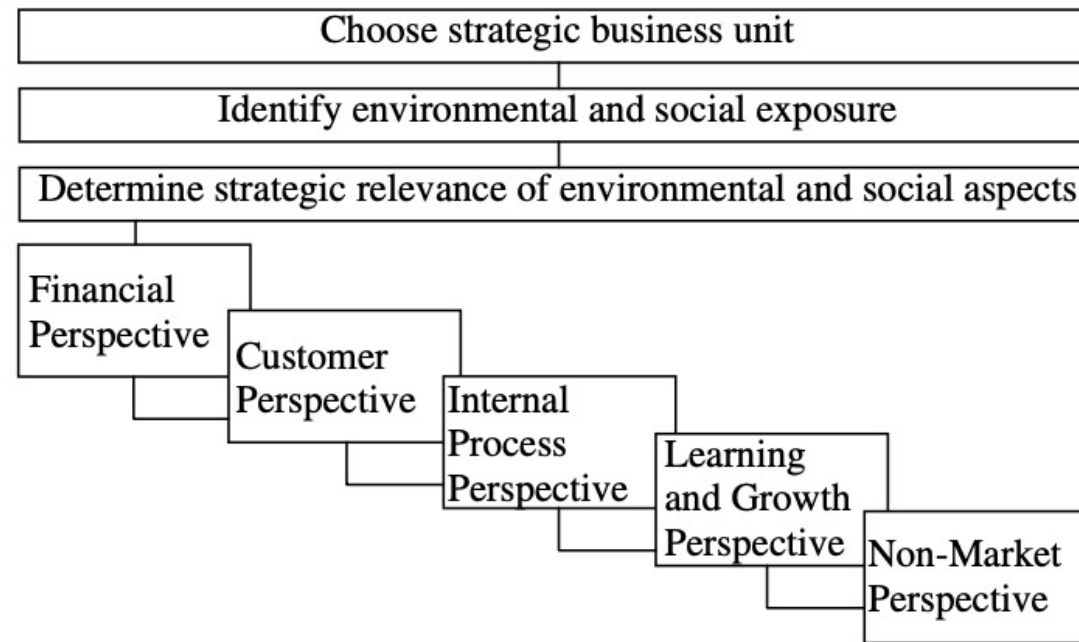 Choose strategic business unit
Identify environmental and social exposure
Determine strategic relevance of environmental and social aspects
Financial
Perspective
Customer
Perspective
Internal
Process
Perspective
Learning
and Growth
Perspective
Non-Market
Perspective